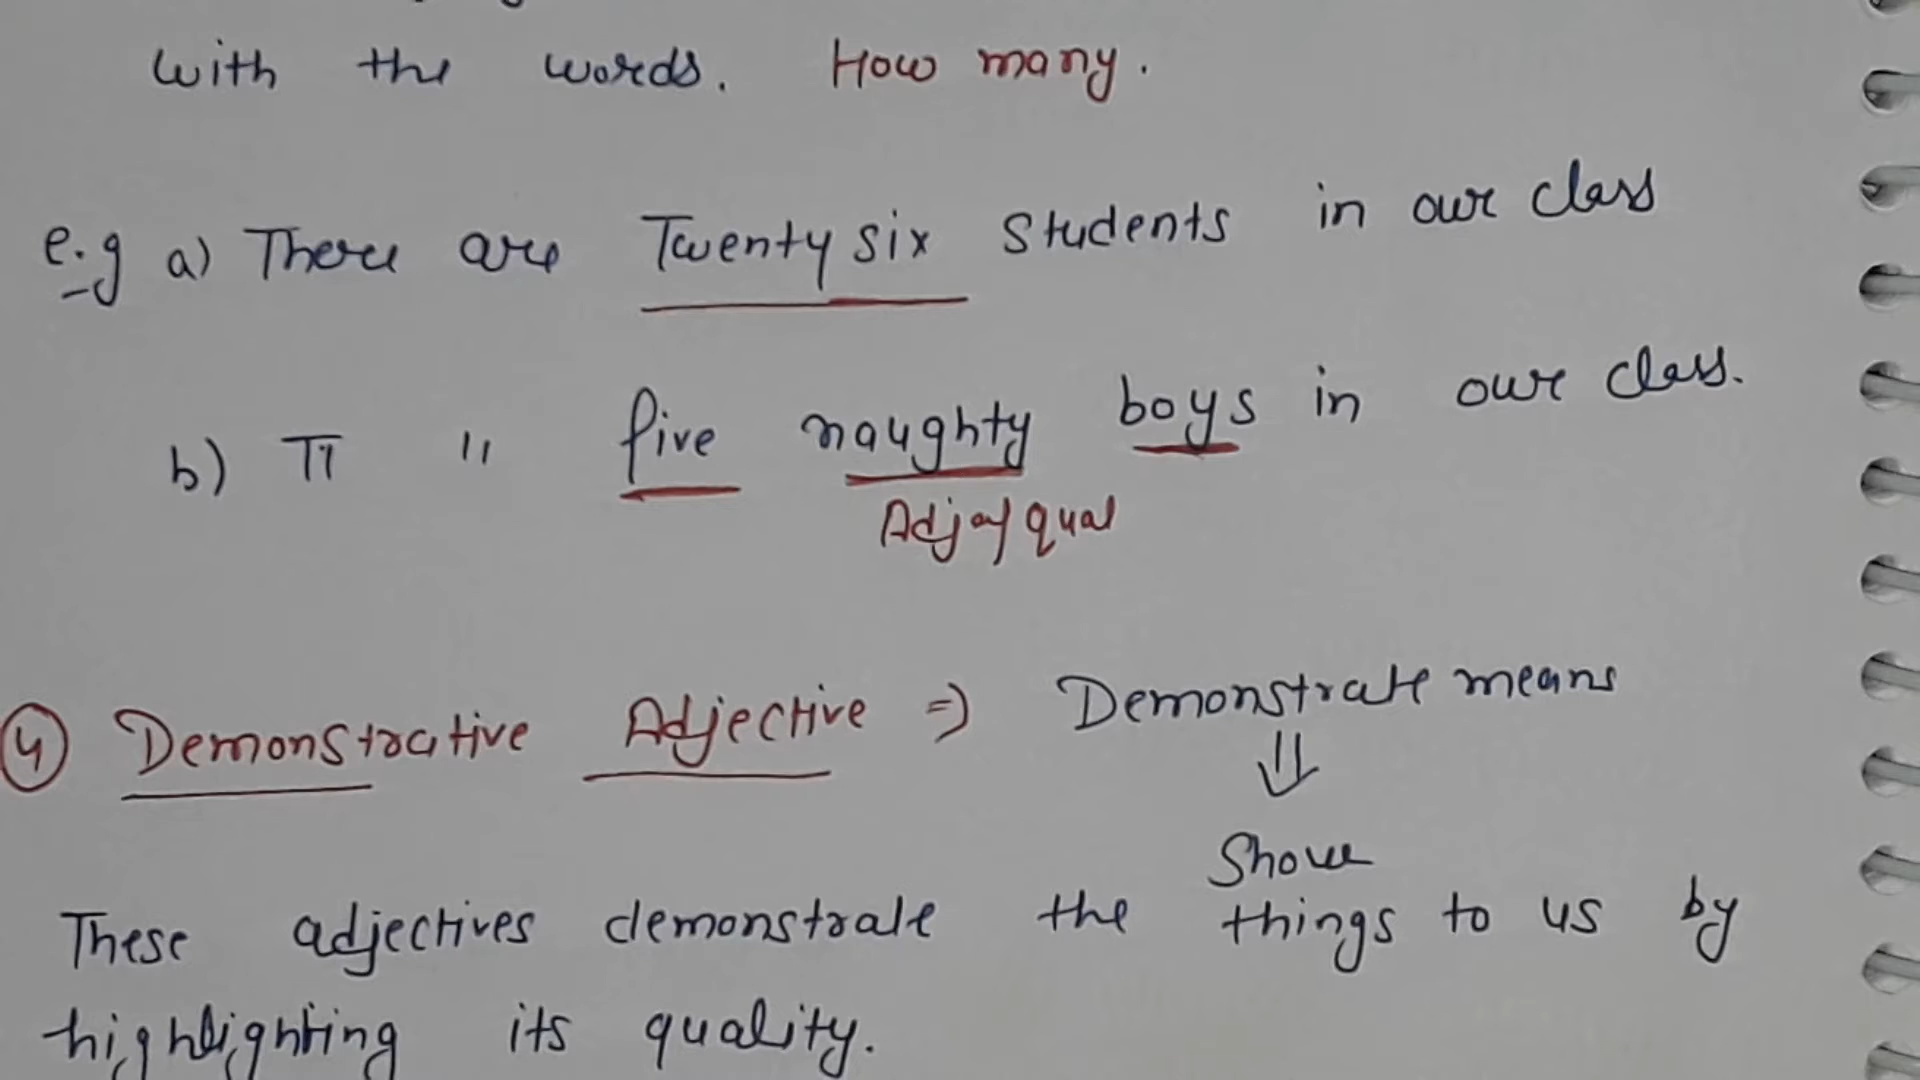 with the words. How many.
e.g a) There are Twenty six students in our class
b) " " five naughty boys in our class.
Adj of qual
④ Demonstrative Adjective => Demonstrate means
⇓
Show
These adjectives demonstrate the things to us by
highlighting its quality.